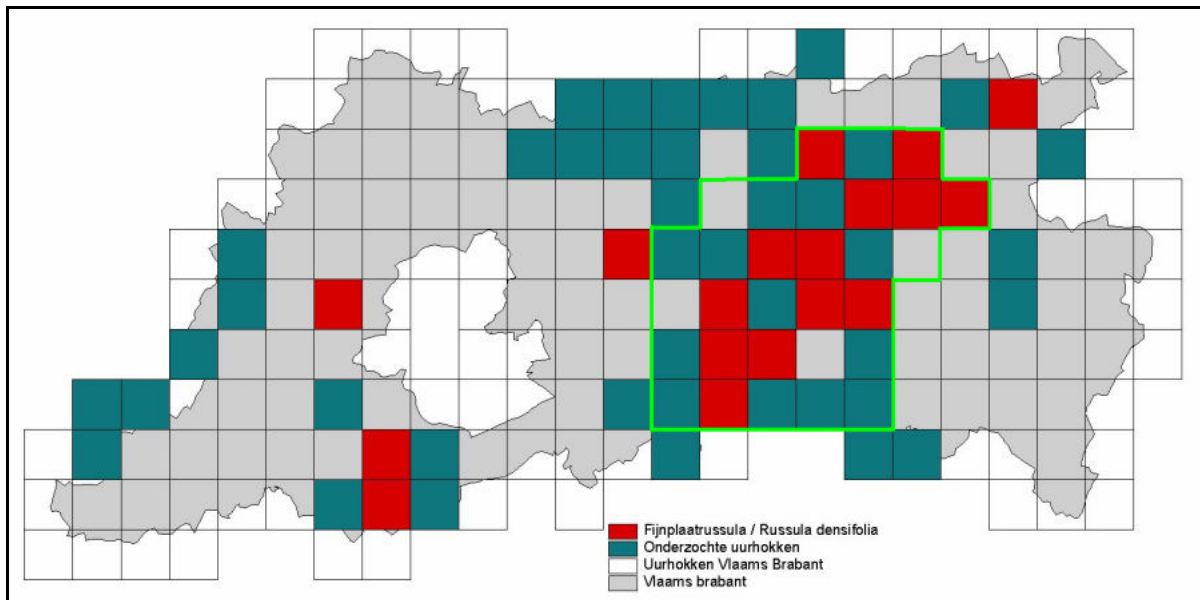 Fijnplaatrussula / Russula densifolia
Onderzochte uurhokken
Uurhokken Vlaams Brabant
Vlaams brabant